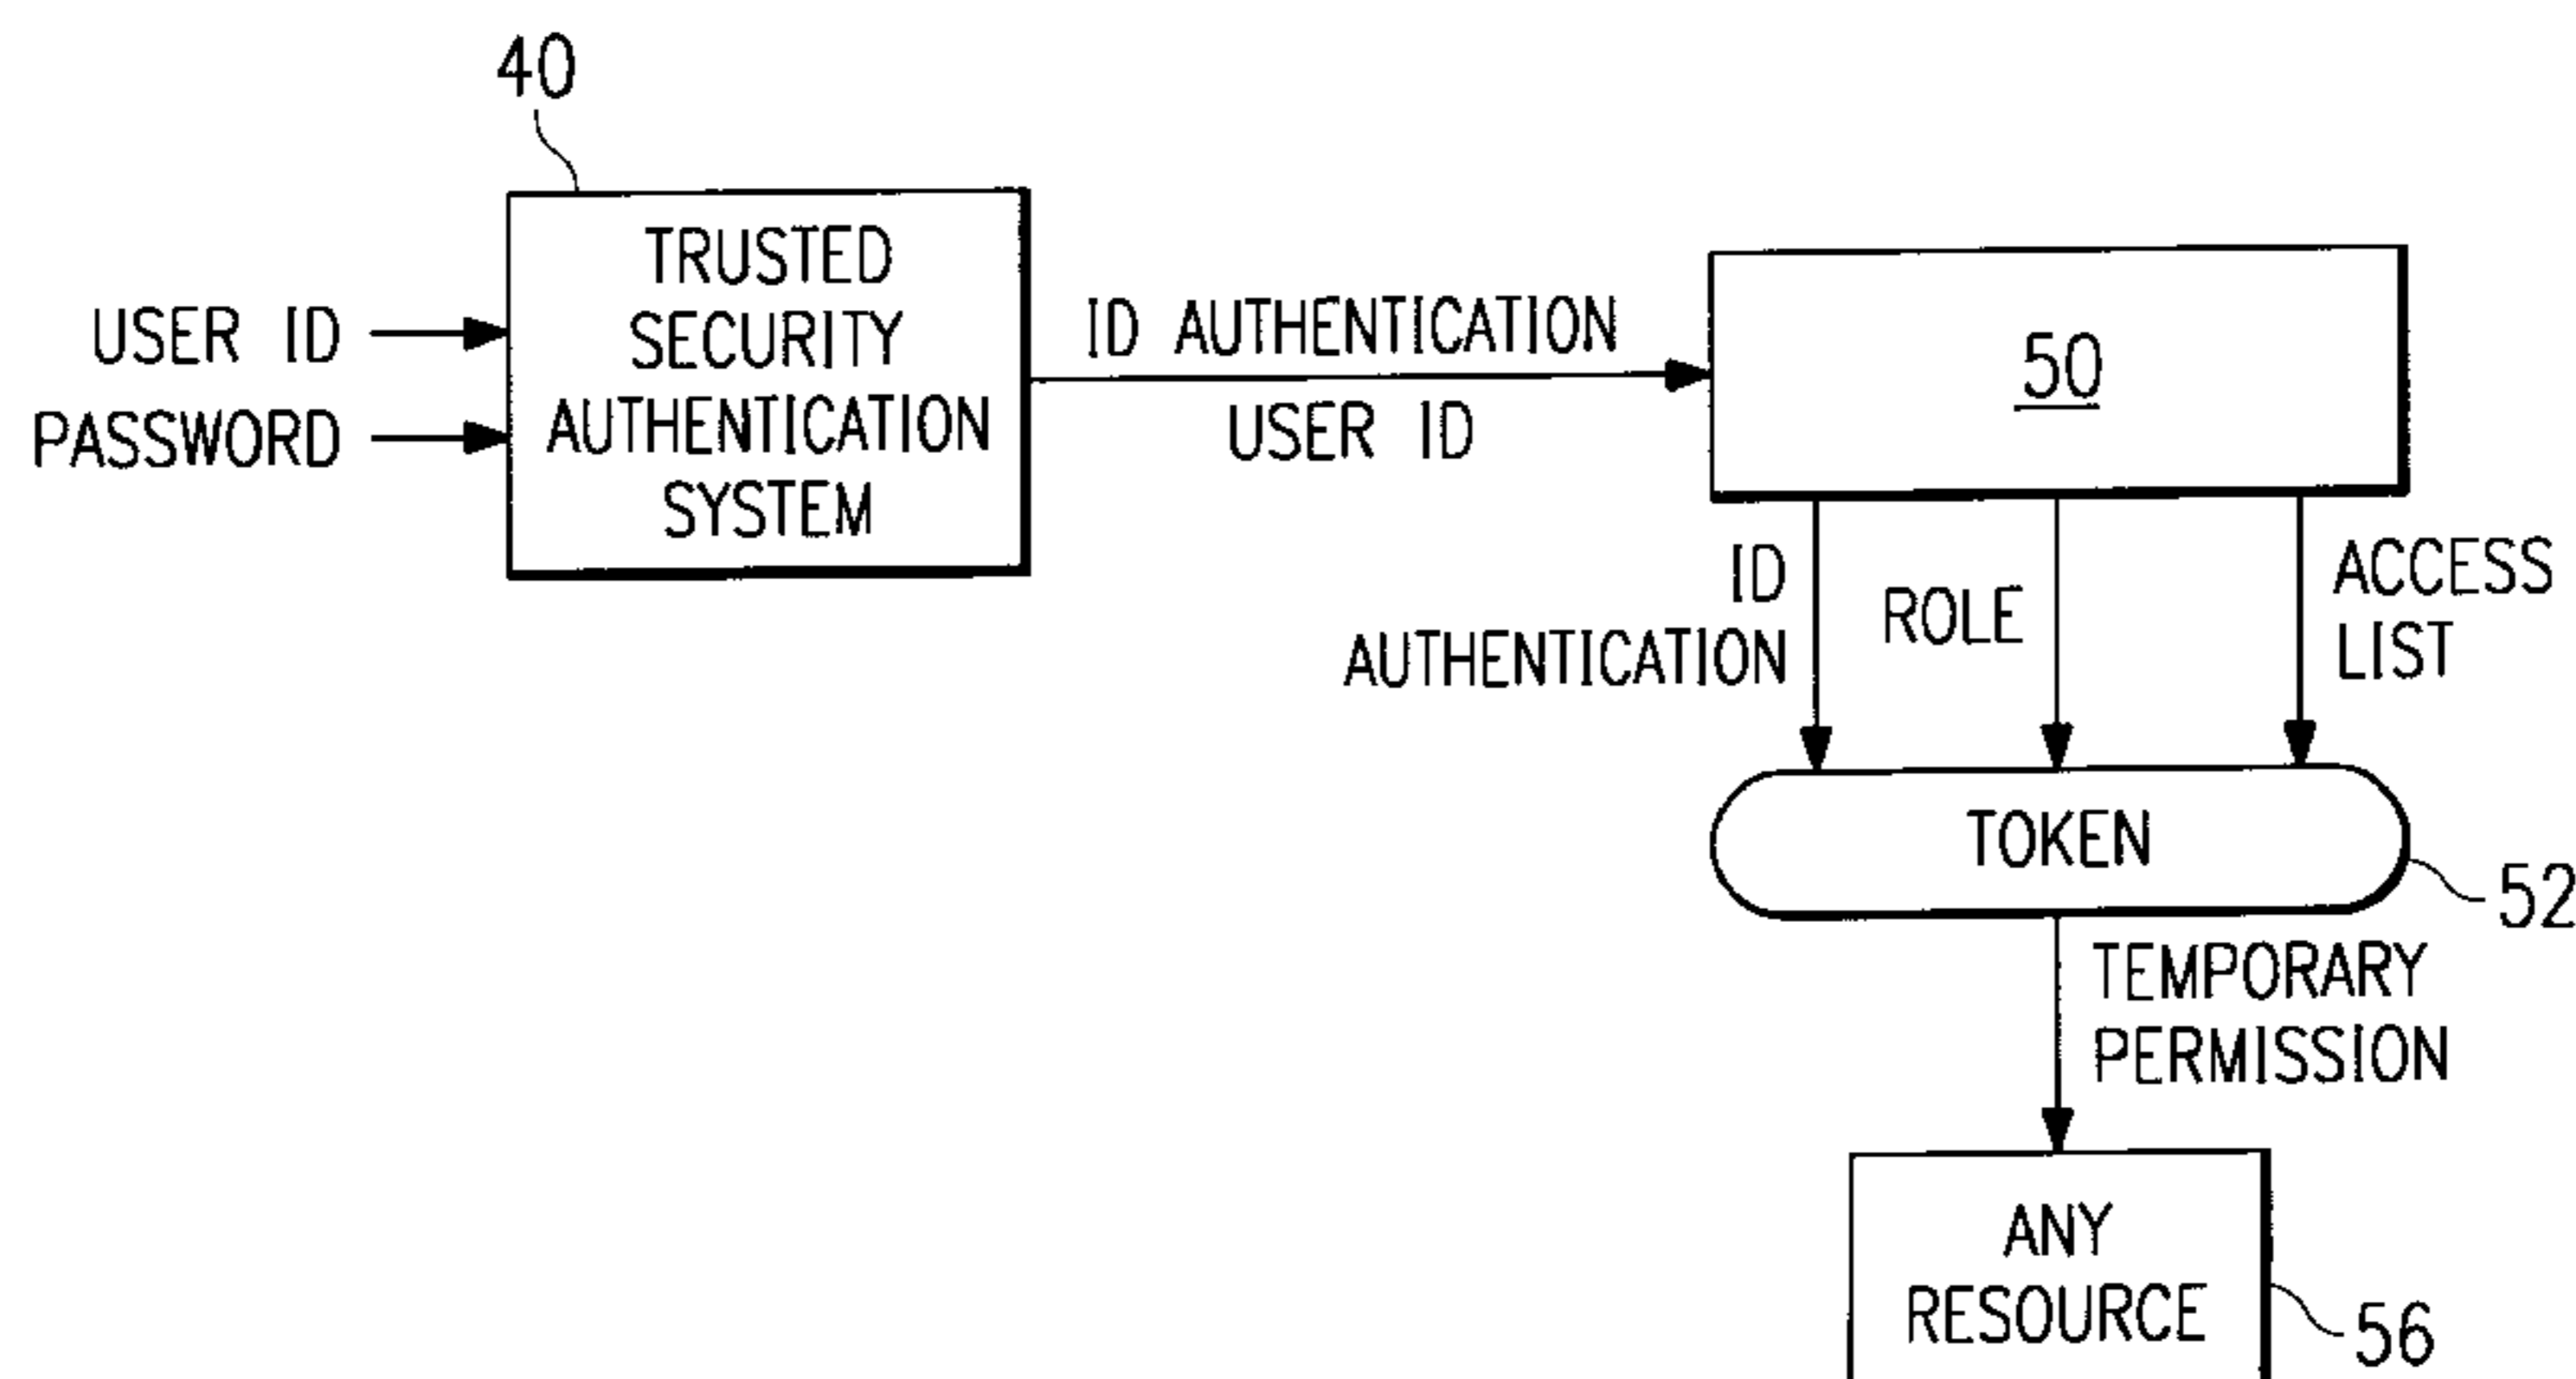 40
TRUSTED
SECURITY
AUTHENTICATION
SYSTEM
USER ID
PASSWORD
ID AUTHENTICATION
USER ID
50
ID
AUTHENTICATION
ROLE
ACCESS
LIST
TOKEN
52
TEMPORARY
PERMISSION
ANY
RESOURCE
56